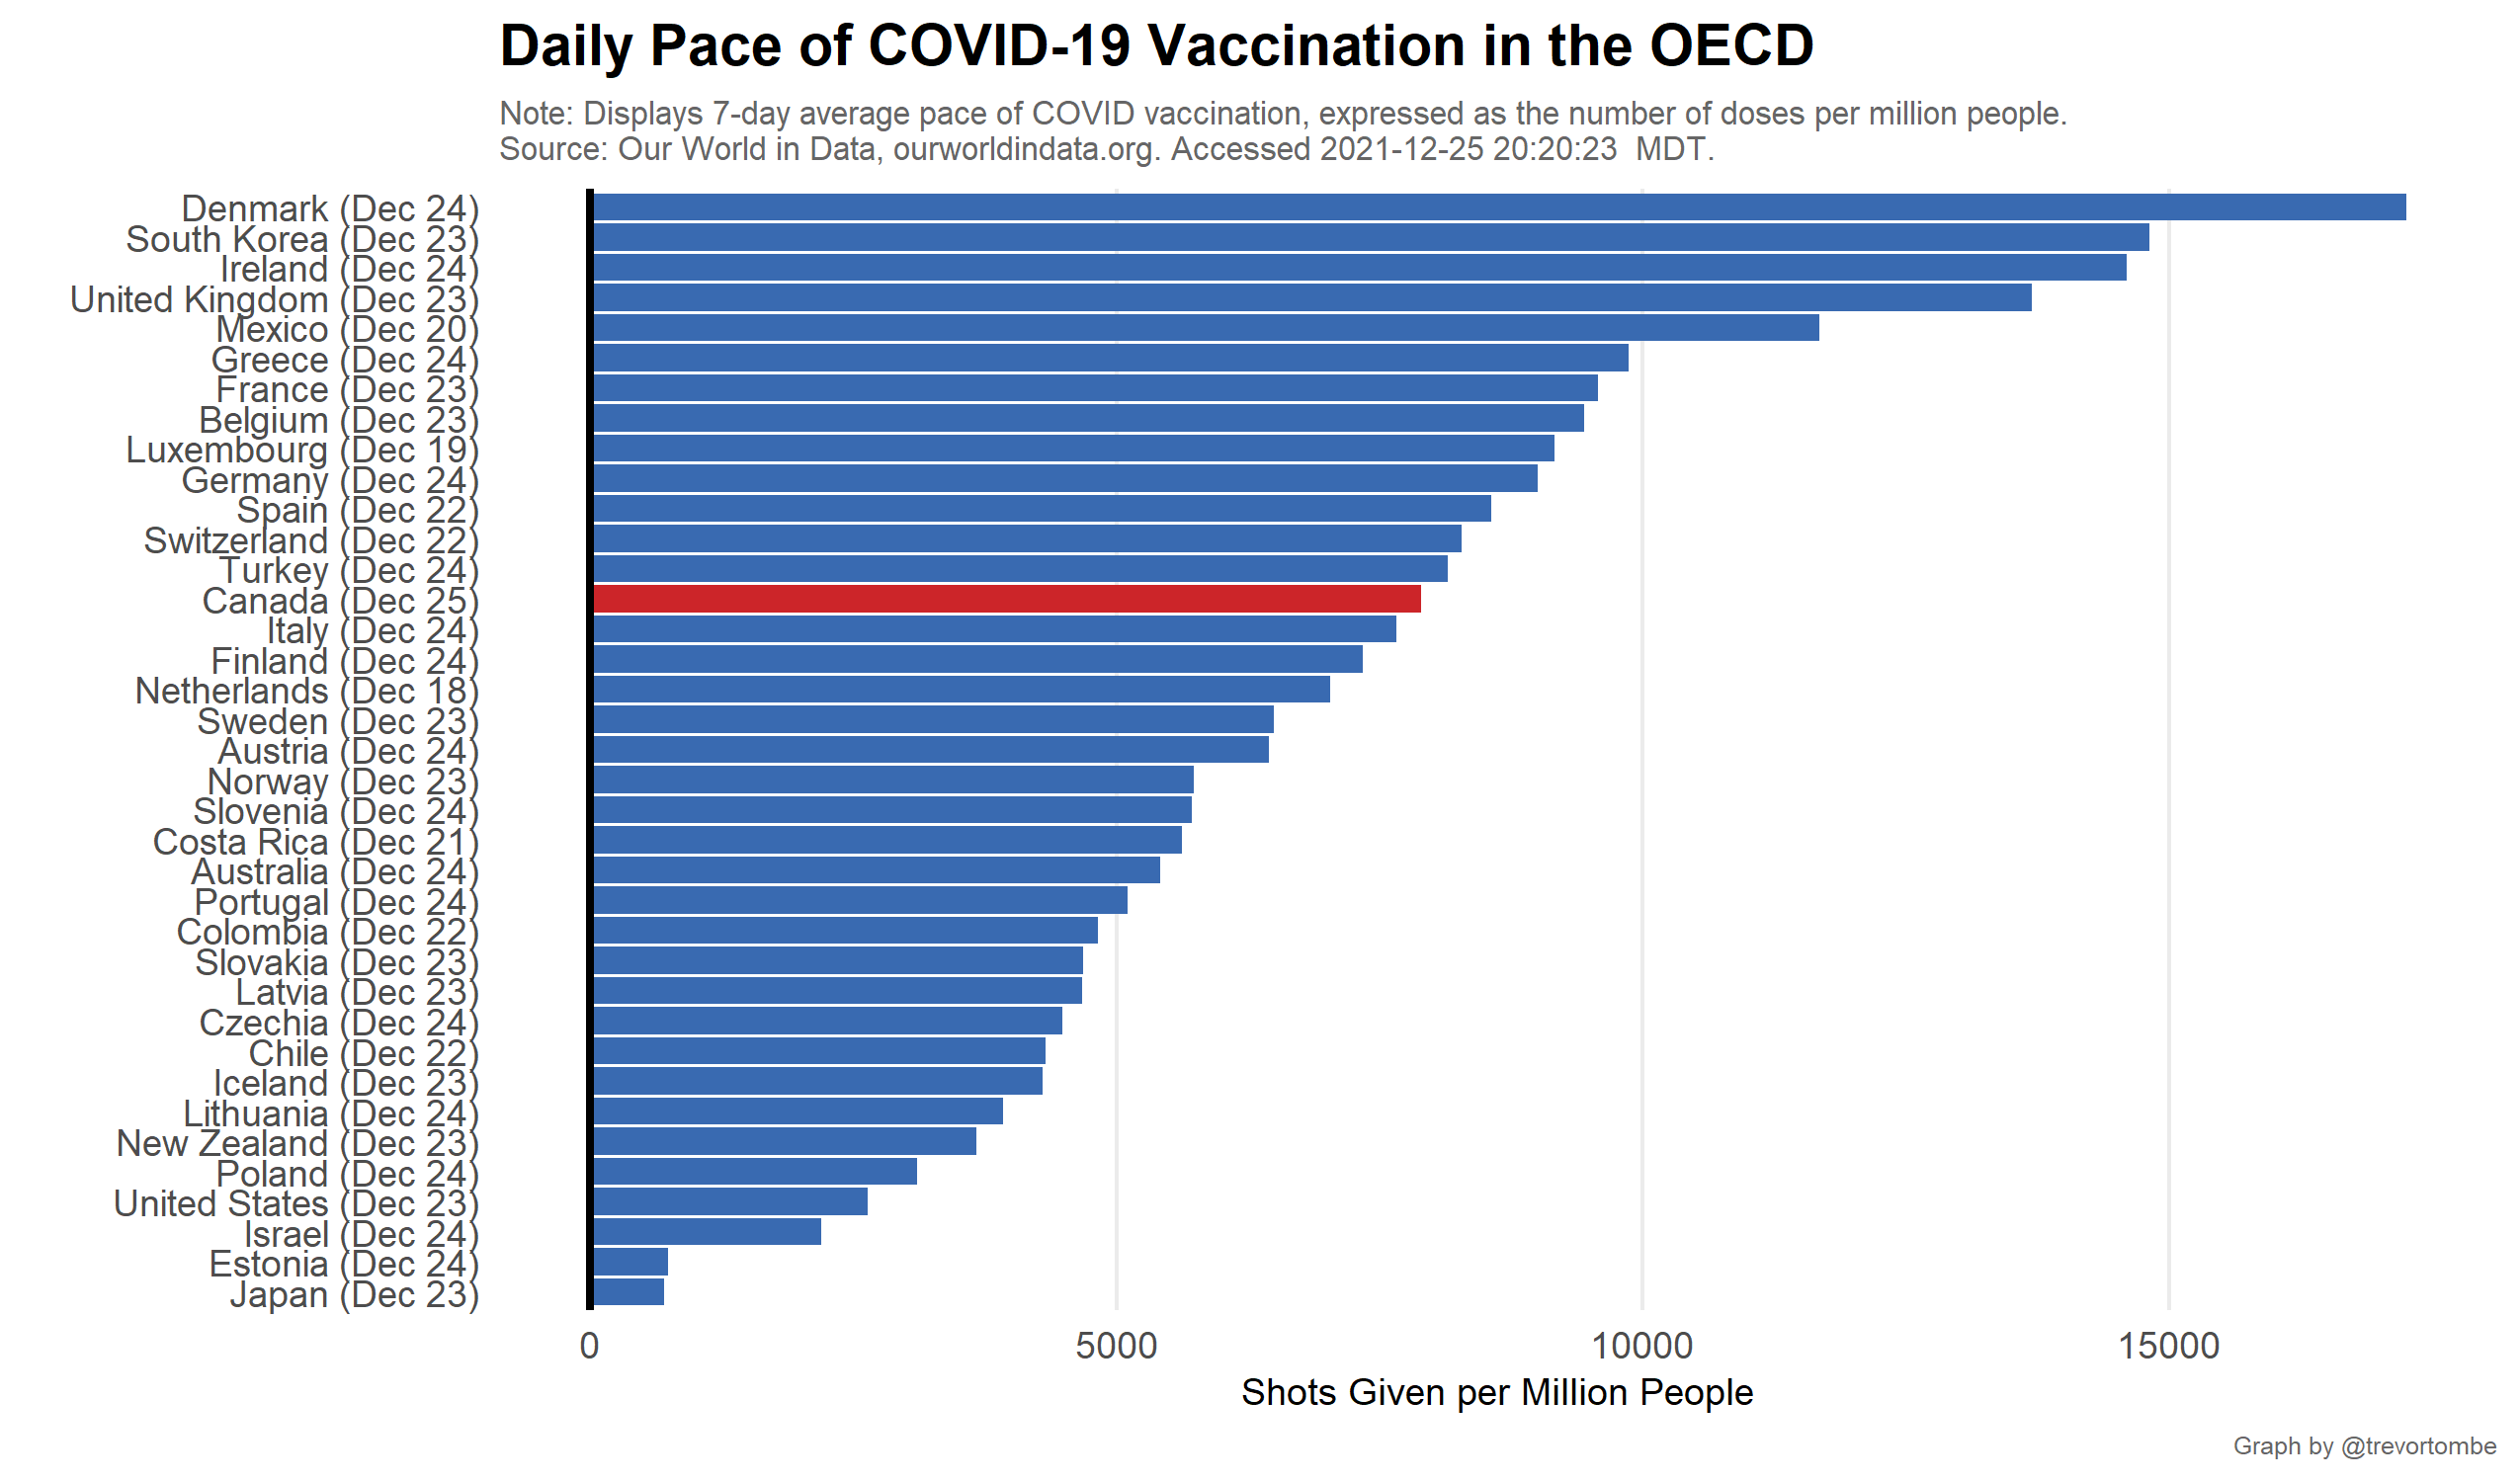 Daily Pace of COVID-19 Vaccination in the OECD
Note: Displays 7-day average pace of COVID vaccination, expressed as the number of doses per million people.
Source: Our World in Data, ourworldindata.org. Accessed 2021-12-25 20:20:23  MDT.
Denmark (Dec 24)
South Korea (Dec 23)
Ireland (Dec 24)
United Kingdom (Dec 23)
Mexico (Dec 20)
Greece (Dec 24)
France (Dec 23)
Belgium (Dec 23)
Luxembourg (Dec 19)
Germany (Dec 24)
Spain (Dec 22)
Switzerland (Dec 22)
Turkey (Dec 24)
Canada (Dec 25)
Italy (Dec 24)
Finland (Dec 24)
Netherlands (Dec 18)
Sweden (Dec 23)
Austria (Dec 24)
Norway (Dec 23)
Slovenia (Dec 24)
Costa Rica (Dec 21)
Australia (Dec 24)
Portugal (Dec 24)
Colombia (Dec 22)
Slovakia (Dec 23)
Latvia (Dec 23)
Czechia (Dec 24)
Chile (Dec 22)
Iceland (Dec 23)
Lithuania (Dec 24)
New Zealand (Dec 23)
Poland (Dec 24)
United States (Dec 23)
Israel (Dec 24)
Estonia (Dec 24)
Japan (Dec 23)
0 5000 10000 15000
Shots Given per Million People
Graph by @trevortombe